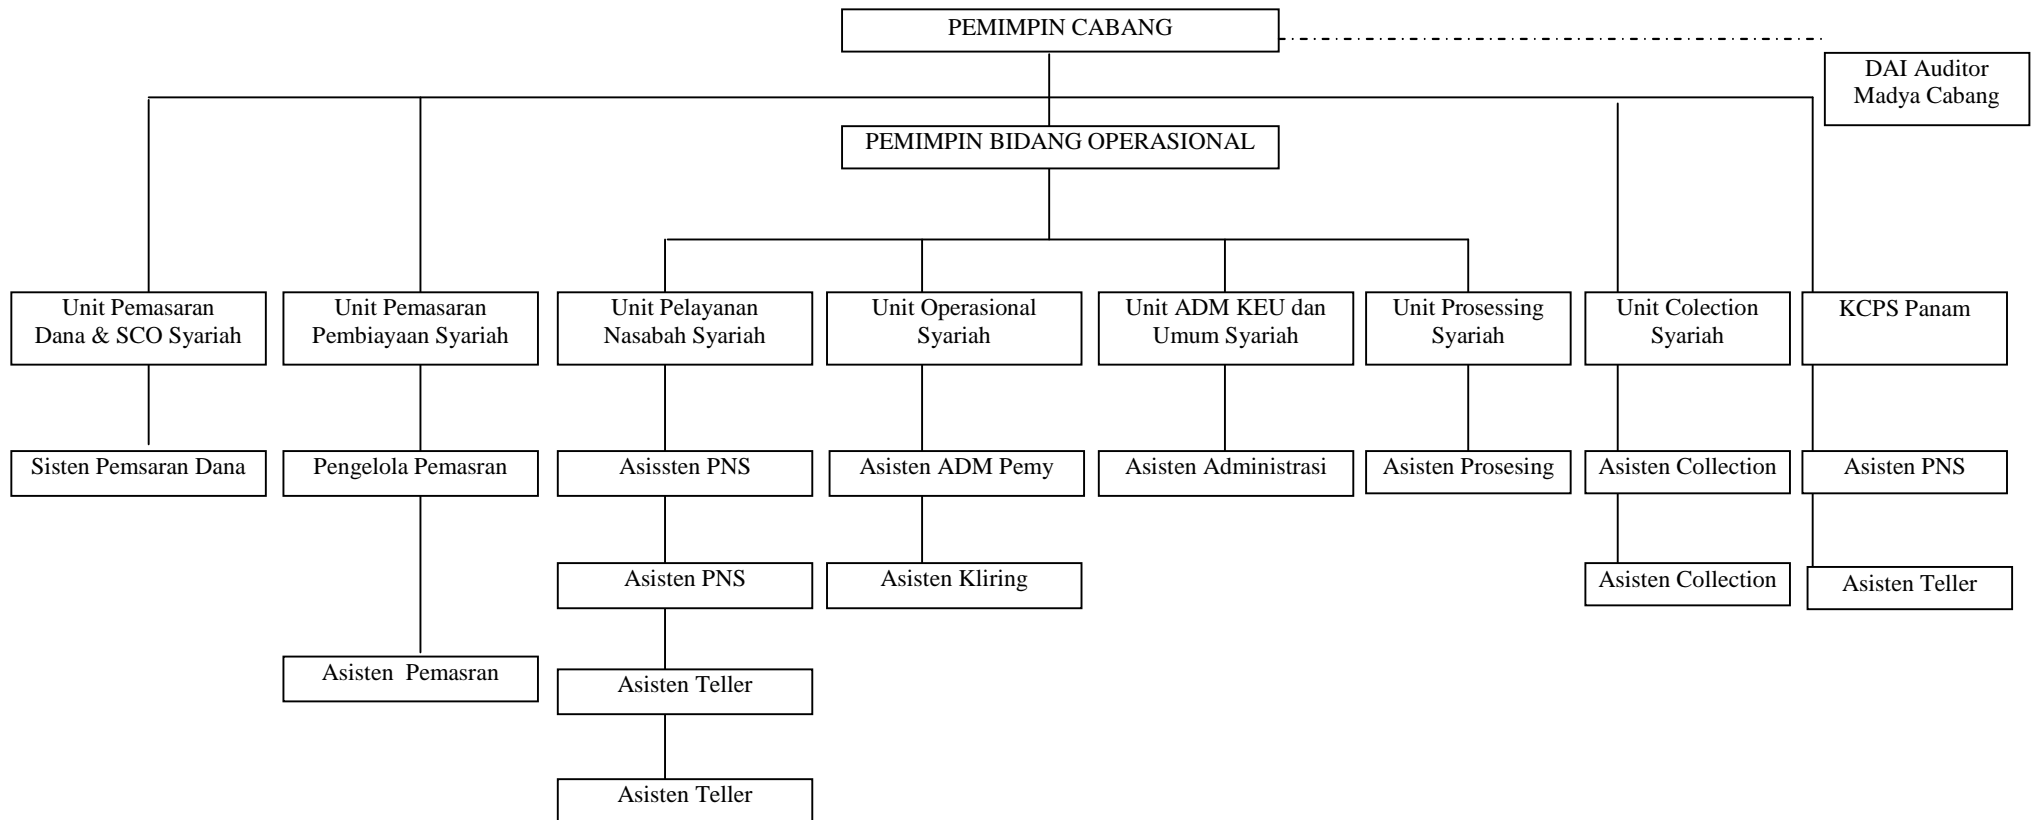 PEMIMPIN CABANG
DAI Auditor
Madya Cabang
PEMIMPIN BIDANG OPERASIONAL
Unit Pemasaran
Dana & SCO Syariah
Unit Pemasaran
Pembiayaan Syariah
Unit Pelayanan
Nasabah Syariah
Unit Operasional
Syariah
Unit ADM KEU dan
Umum Syariah
Unit Prosessing
Syariah
Unit Colection
Syariah
KCPS Panam
Sisten Pemsaran Dana
Pengelola Pemasran
Asissten PNS
Asisten ADM Pemy
Asisten Administrasi
Asisten Prosesing
Asisten Collection
Asisten PNS
Asisten PNS
Asisten Kliring
Asisten Collection
Asisten Teller
Asisten  Pemasran
Asisten Teller
Asisten Teller